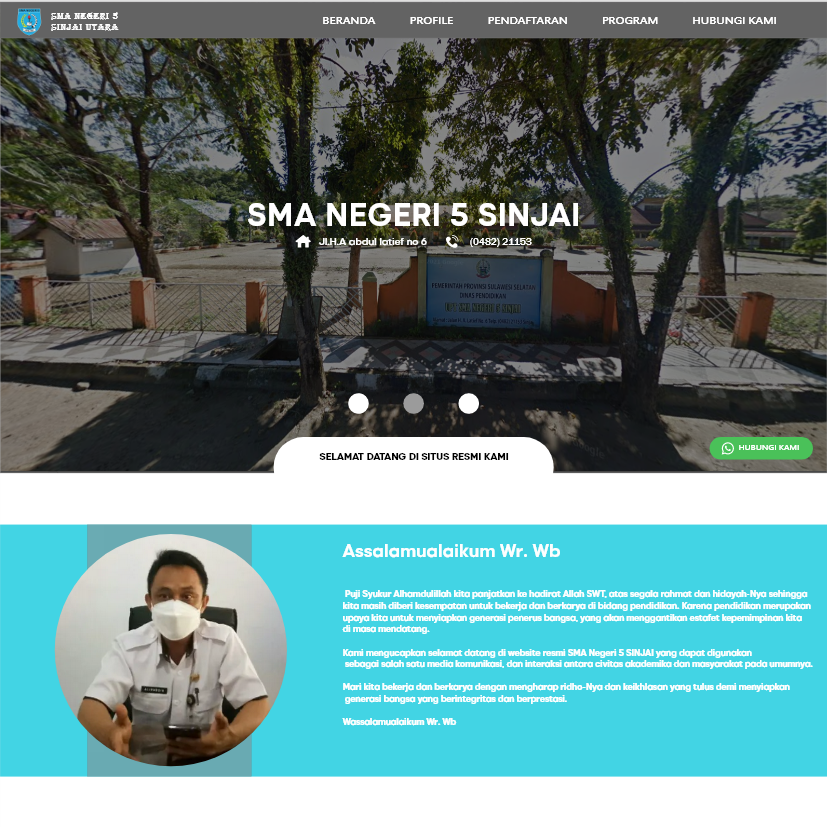 SMA NEGERI 5
SINJAI UTARA
BERANDA PROFILE PENDAFTARAN PROGRAM HUBUNGI KAMI
SMA NEGERI 5 SINJAI
Jl.H.A abdul latief no 6 (0482) 21153
PEMERINTAH PROVINSI SULAWESI SELATAN
DINAS PENDIDIKAN
UPT SMA NEGERI 5 SINJAI
SELAMAT DATANG DI SITUS RESMI KAMI
HUBUNGI KAMI
Assalamualaikum Wr. Wb
Puji Syukur Alhamdulillah kita panjatkan ke hadirat Allah SWT, atas segala rahmat dan hidayah-Nya sehingga
kita masih diberi kesempatan untuk bekerja dan berkarya di bidang pendidikan. Karena pendidikan merupakan
upaya kita untuk menyiapkan generasi penerus bangsa, yang akan menggantikan estafet kepemimpinan kita
di masa mendatang.
Kami mengucapkan selamat datang di website resmi SMA Negeri 5 SINJAI yang dapat digunakan
sebagai salah satu media komunikasi, dan interaksi antara civitas akademika dan masyarakat pada umumnya.
Mari kita bekerja dan berkarya dengan mengharap ridho-Nya dan keikhlasan yang tulus demi menyiapkan
generasi bangsa yang berintegritas dan berprestasi.
Wassalamualaikum Wr. Wb